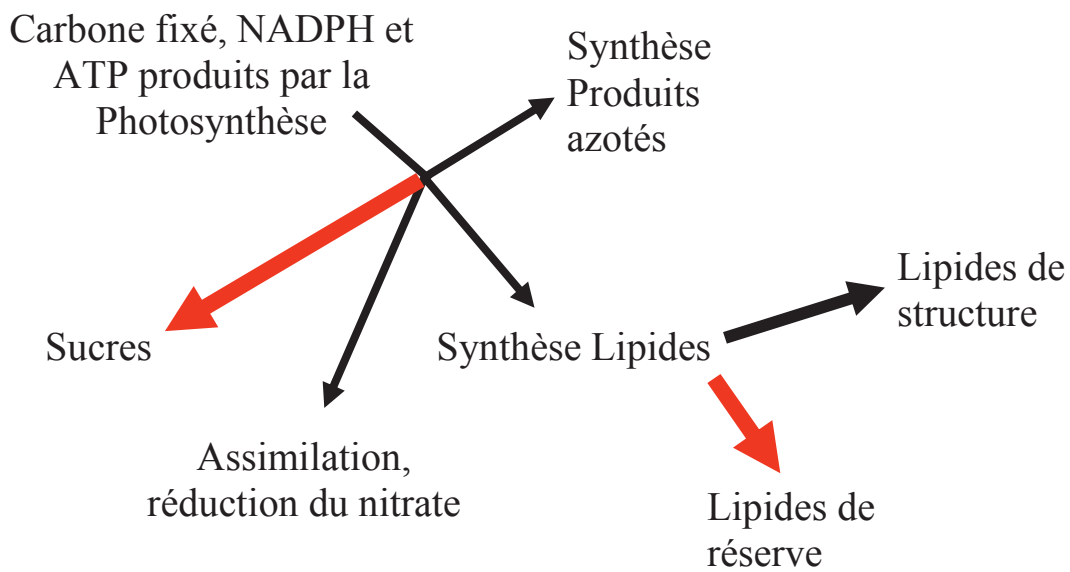 Carbone fixé, NADPH et
ATP produits par la
Photosynthèse
Synthèse
Produits
azotés
Lipides de
structure
Sucres
Synthèse Lipides
Assimilation,
réduction du nitrate
Lipides de
réserve